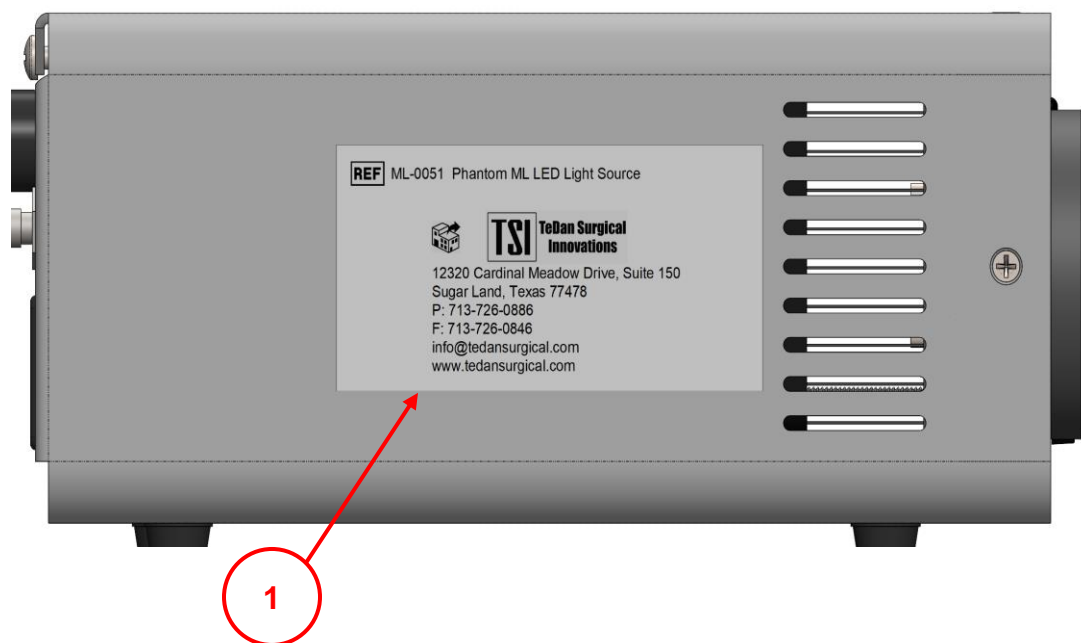 REF ML-0051 Phantom ML LED Light Source
TSI TeDan Surgical
Innovations
12320 Cardinal Meadow Drive, Suite 150
Sugar Land, Texas 77478
P: 713-726-0886
F: 713-726-0846
info@tedansurgical.com
www.tedansurgical.com
1